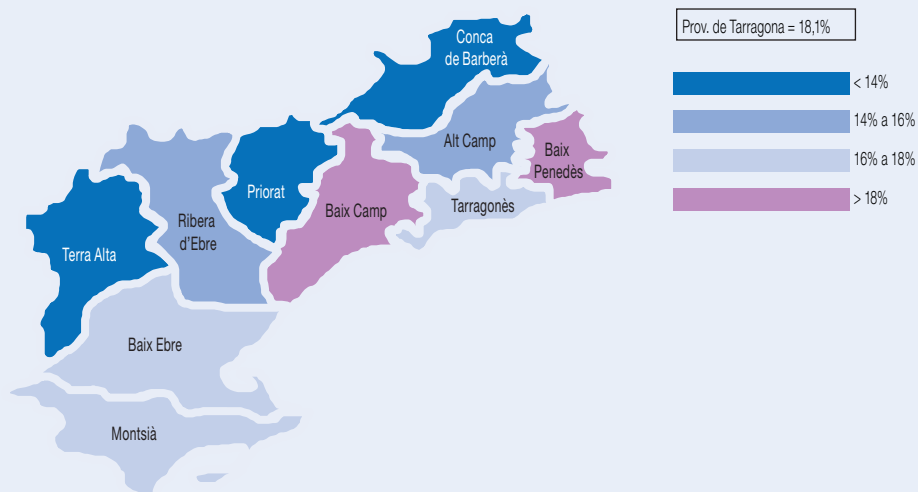 Prov. de Tarragona = 18,1%
< 14%
14% a 16%
16% a 18%
> 18%
Conca
de Barberà
Alt Camp
Baix
Penedès
Priorat
Baix Camp
Tarragonès
Ribera
d'Ebre
Terra Alta
Baix Ebre
Montsià